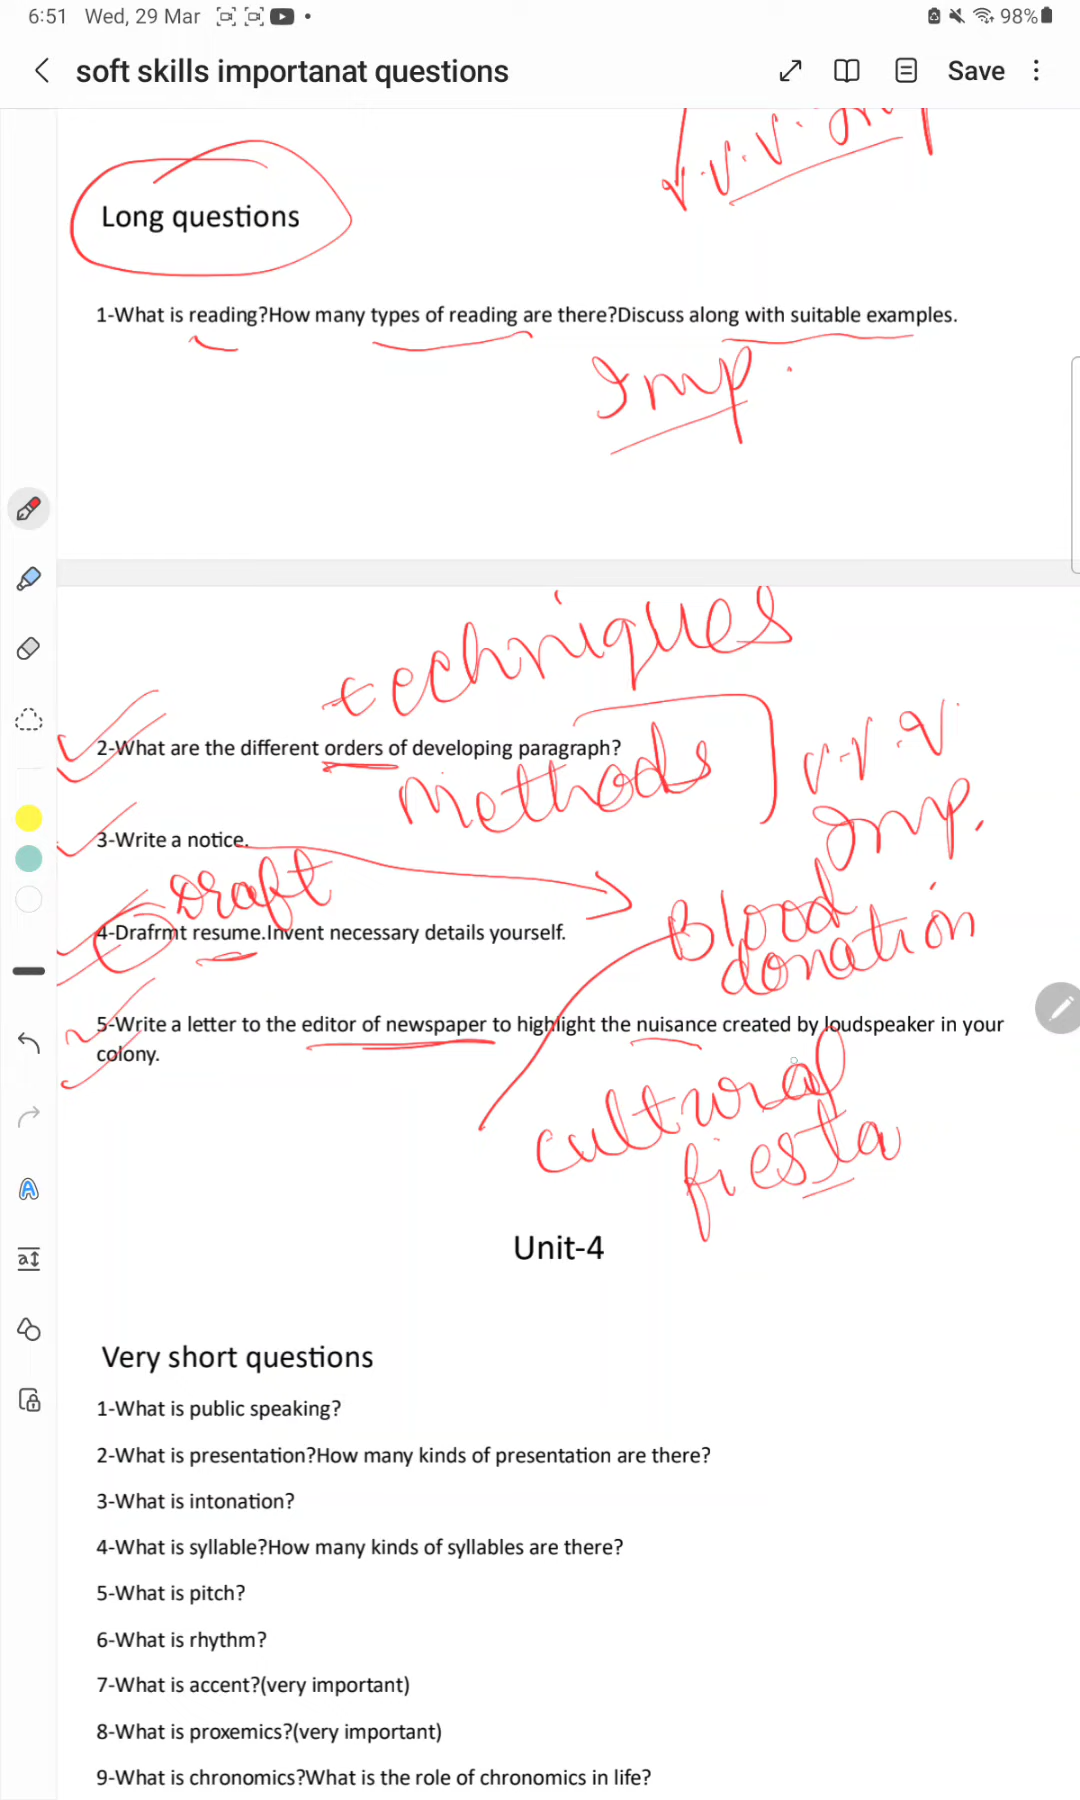 6:51 Wed, 29 Mar 98%
soft skills importanat questions Save
v.v.v. Imp
Long questions
1-What is reading?How many types of reading are there?Discuss along with suitable examples.
Imp.
techniques
2-What are the different orders of developing paragraph?
methods
v.v.v.
Imp.
3-Write a notice.
Draft
Blood
donation
4-Drafrmt resume.Invent necessary details yourself.
5-Write a letter to the editor of newspaper to highlight the nuisance created by loudspeaker in your
colony.
cultural
fiesta
Unit-4
Very short questions
1-What is public speaking?
2-What is presentation?How many kinds of presentation are there?
3-What is intonation?
4-What is syllable?How many kinds of syllables are there?
5-What is pitch?
6-What is rhythm?
7-What is accent?(very important)
8-What is proxemics?(very important)
9-What is chronomics?What is the role of chronomics in life?